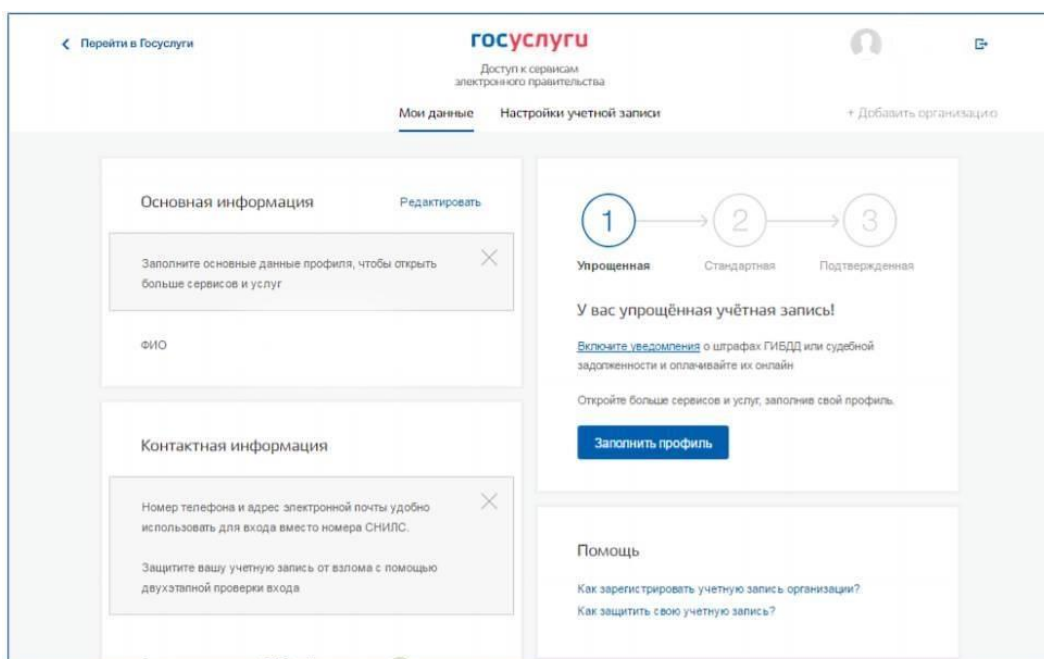 Перейти в Госуслуги
госуслуги
Доступ к сервисам
электронного правительства
Мои данные
Настройки учетной записи
+ Добавить организацию
Основная информация
Редактировать
Заполните основные данные профиля, чтобы открыть
больше сервисов и услуг
ФИО
Контактная информация
Номер телефона и адрес электронной почты удобно
использовать для входа вместо номера СНИЛС.
Защитите вашу учетную запись от взлома с помощью
двухэтапной проверки входа
1
2
3
Упрощенная
Стандартная
Подтвержденная
У вас упрощённая учётная запись!
Включите уведомления о штрафах ГИБДД или судебной
задолженности и оплачивайте их онлайн
Откройте больше сервисов и услуг, заполнив свой профиль.
Заполнить профиль
Помощь
Как зарегистрировать учетную запись организации?
Как защитить свою учетную запись?